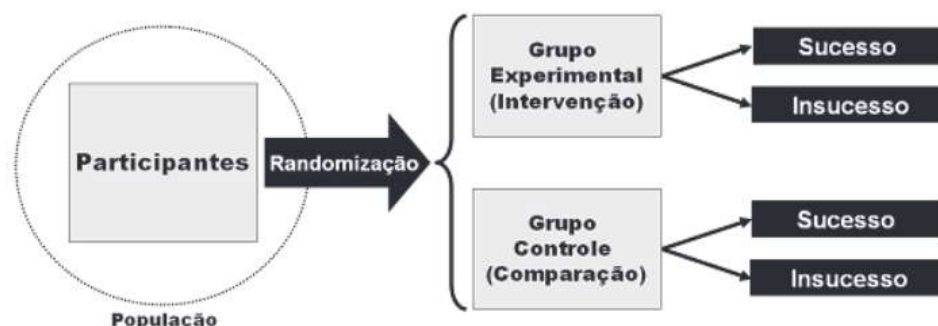 Participantes
População
Randomização
Grupo
Experimental
(Intervenção)
Sucesso
Insucesso
Grupo
Controle
(Comparação)
Sucesso
Insucesso